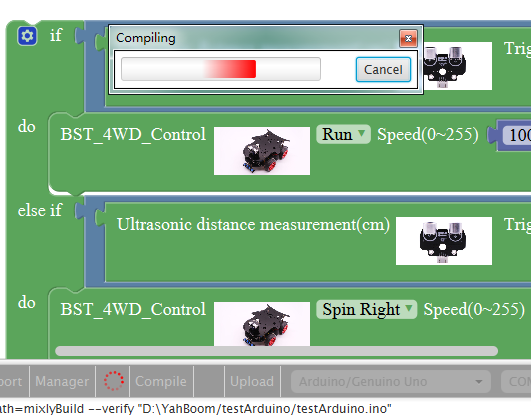 Compiling
Cancel
if
Trig
do
BST_4WD_Control Run Speed(0~255) 100
else if
Ultrasonic distance measurement(cm) Trig
do
BST_4WD_Control Spin Right Speed(0~255)
port Manager Compile Upload Arduino/Genuino Uno COM
ath=mixlyBuild --verify "D:\YahBoom/testArduino/testArduino.ino"